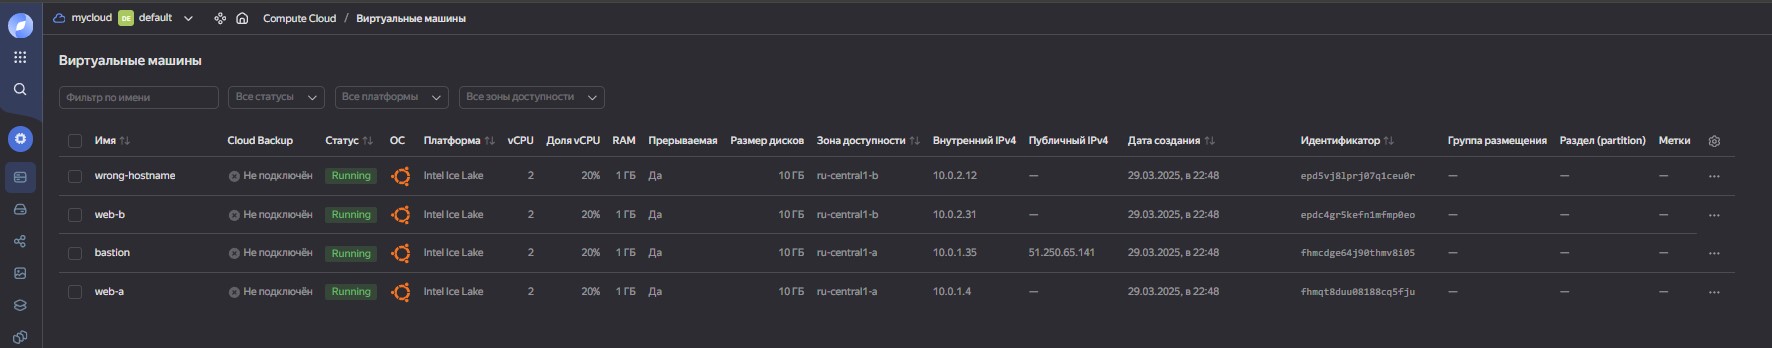 mycloud DE default Compute Cloud / Виртуальные машины
Виртуальные машины
Фильтр по имени Все статусы Все платформы Все зоны доступности
Имя Cloud Backup Статус ОС Платформа vCPU Доля vCPU RAM Прерываемая Размер дисков Зона доступности Внутренний IPv4 Публичный IPv4 Дата создания Идентификатор Группа размещения Раздел (partition) Метки
wrong-hostname Не подключён Running Intel Ice Lake 2 20% 1 ГБ Да 10 ГБ ru-central1-b 10.0.2.12 — 29.03.2025, в 22:48 epd5vj8lprj07q1ceu0r — — —
web-b Не подключён Running Intel Ice Lake 2 20% 1 ГБ Да 10 ГБ ru-central1-b 10.0.2.31 — 29.03.2025, в 22:48 epdc4gr5kefn1mfmp0eo — — —
bastion Не подключён Running Intel Ice Lake 2 20% 1 ГБ Да 10 ГБ ru-central1-a 10.0.1.35 51.250.65.141 29.03.2025, в 22:48 fhmcdge64j90thmv8i05 — — —
web-a Не подключён Running Intel Ice Lake 2 20% 1 ГБ Да 10 ГБ ru-central1-a 10.0.1.4 — 29.03.2025, в 22:48 fhmqt8duu08188cq5fju — — —